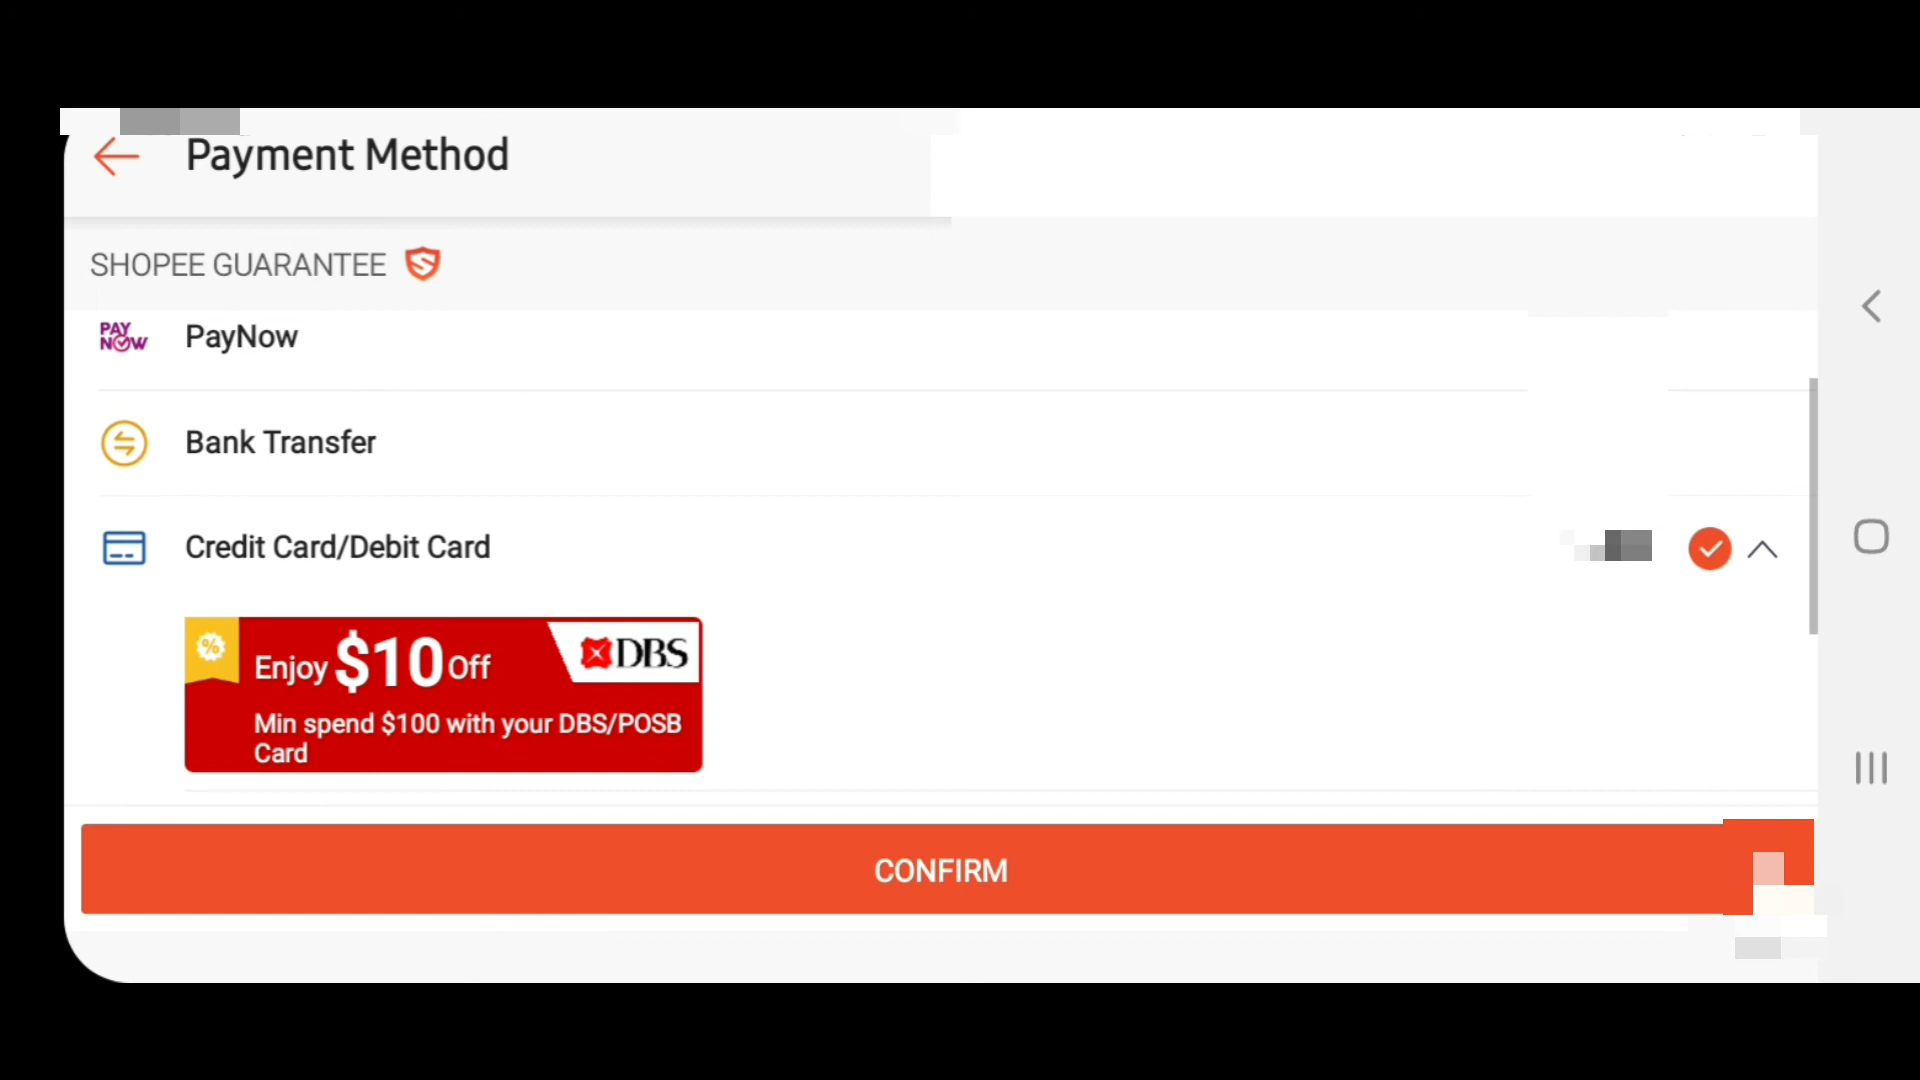 Payment Method
SHOPEE GUARANTEE
PAY
NOW
PayNow
Bank Transfer
Credit Card/Debit Card
%
Enjoy $10 Off
DBS
Min spend $100 with your DBS/POSB
Card
CONFIRM